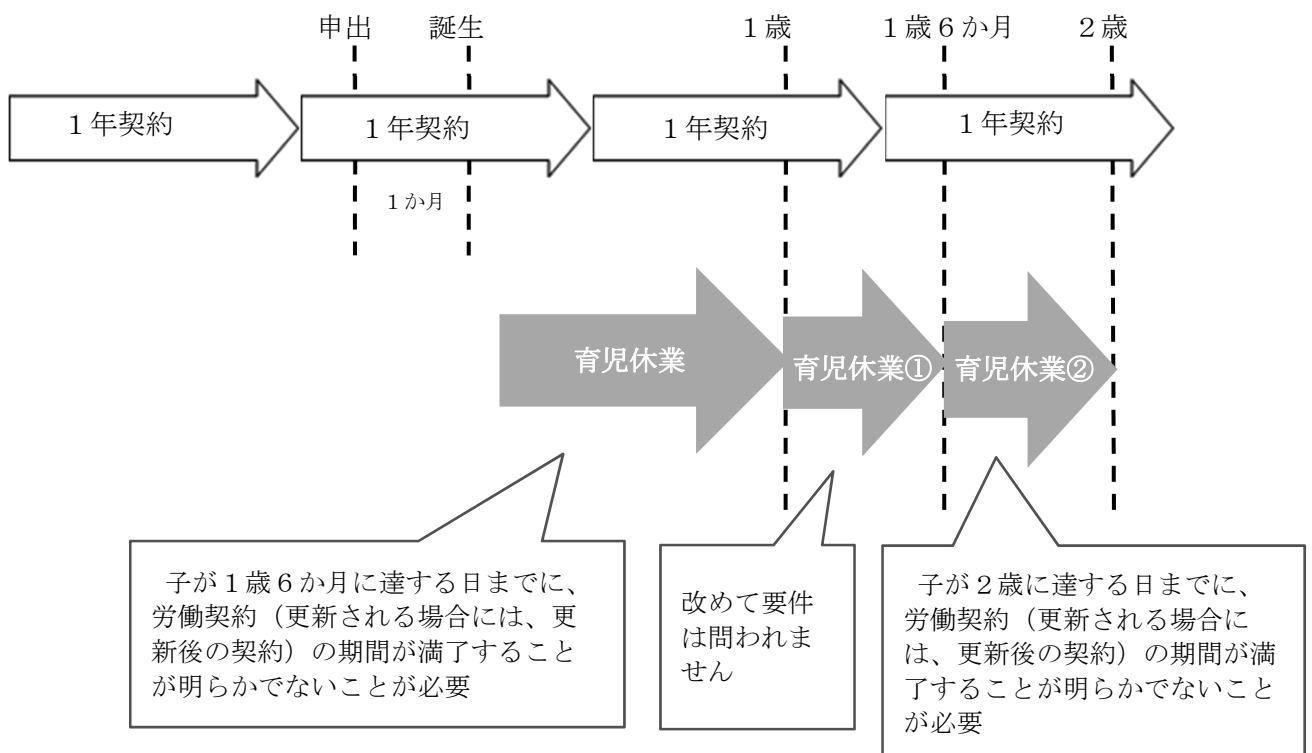 申出
誕生
1歳
1歳6か月
2歳
1年契約
1年契約
1年契約
1年契約
1か月
育児休業
育児休業①
育児休業②
子が1歳6か月に達する日までに、
労働契約（更新される場合には、更
新後の契約）の期間が満了すること
が明らかでないことが必要
改めて要件
は問われま
せん
子が2歳に達する日までに、
労働契約（更新される場合に
は、更新後の契約）の期間が満
了することが明らかでないこと
が必要